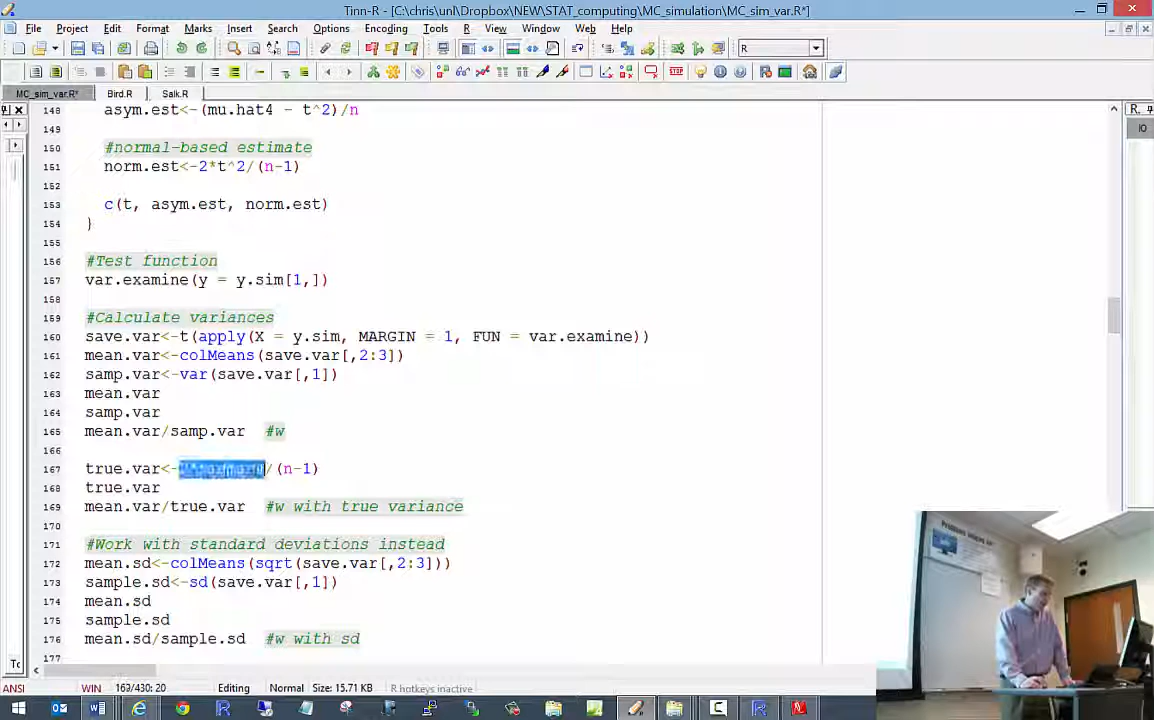 Tinn-R - [C:\chris\unl\Dropbox\NEW\STAT_computing\MC_simulation\MC_sim_var.R*]
File Project Edit Format Marks Insert Search Options Tools R View Window Web Help
R
MC_sim_var.R* Bird.R Salk.R
R.
IO
148 asym.est<-(mu.hat4 - t^2)/n
149
150 #normal-based estimate
151 norm.est<-2*t^2/(n-1)
152
153 c(t, asym.est, norm.est)
154 }
155
156 #Test function
157 var.examine(y = y.sim[1,])
158
159 #Calculate variances
160 save.var<-t(apply(X = y.sim, MARGIN = 1, FUN = var.examine))
161 mean.var<-colMeans(save.var[,2:3])
162 samp.var<-var(save.var[,1])
163 mean.var
164 samp.var
165 mean.var/samp.var #w
166
167 true.var<- /(n-1)
168 true.var
169 mean.var/true.var #w with true variance
170
171 #Work with standard deviations instead
172 mean.sd<-colMeans(sqrt(save.var[,2:3]))
173 sample.sd<-sd(save.var[,1])
174 mean.sd
175 sample.sd
176 mean.sd/sample.sd #w with sd
177
To
ANSI WIN 169/430: 20 Editing Normal Size: 15.71 KB R hotkeys inactive